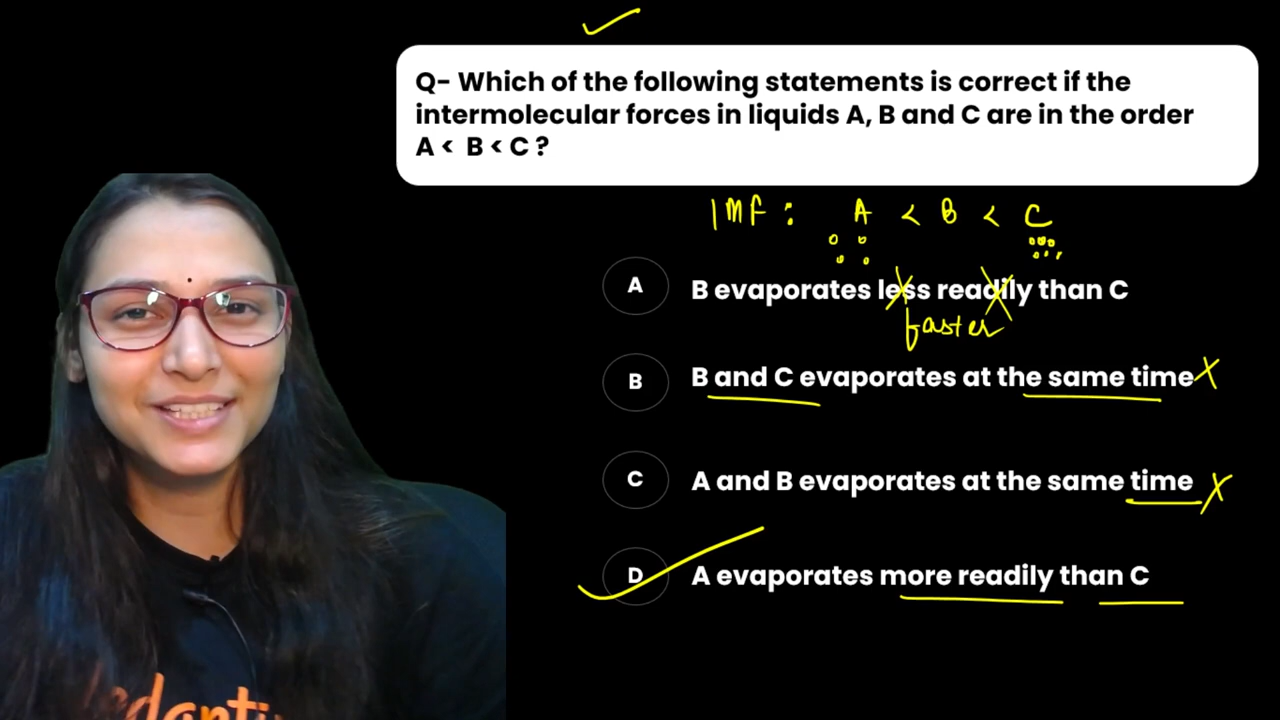 Q- Which of the following statements is correct if the
intermolecular forces in liquids A, B and C are in the order
A < B < C ?
IMF : A < B < C
A B evaporates less readily than C
faster
B B and C evaporates at the same time
C A and B evaporates at the same time
D A evaporates more readily than C